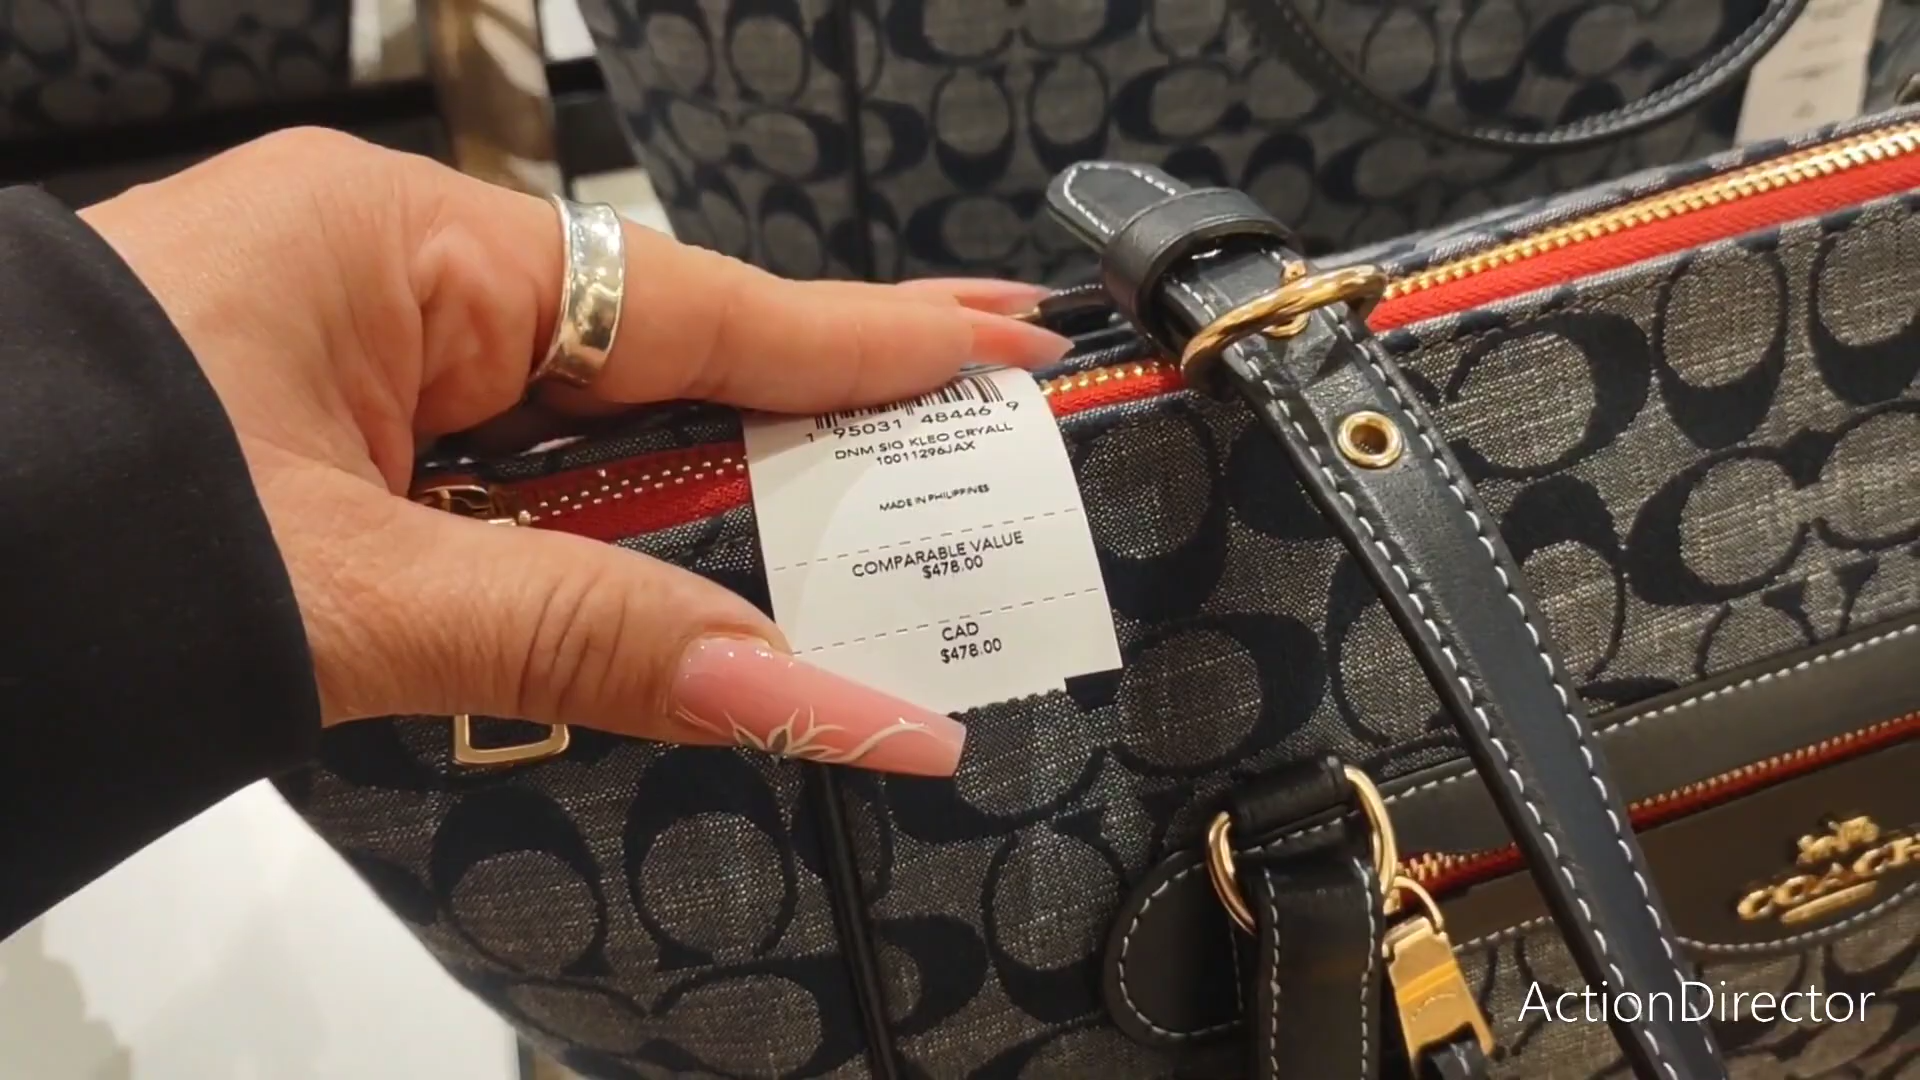 1 95031 48446 9
DNM SIG KLEO CRYALL
10011296JAX
MADE IN PHILIPPINES
COMPARABLE VALUE
$478.00
CAD
$478.00
COACH
ActionDirector